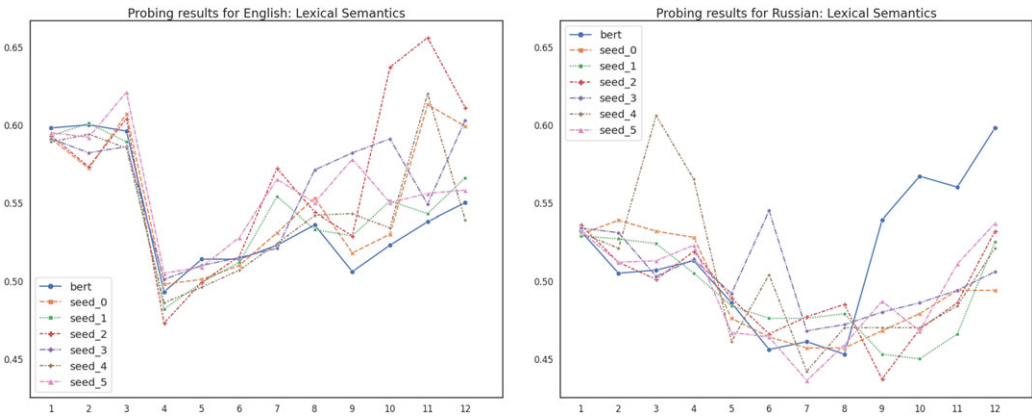 Probing results for English: Lexical Semantics
0.65
0.60
0.55
0.50
0.45
bert
seed_0
seed_1
seed_2
seed_3
seed_4
seed_5
1 2 3 4 5 6 7 8 9 10 11 12
Probing results for Russian: Lexical Semantics
0.65
0.60
0.55
0.50
0.45
bert
seed_0
seed_1
seed_2
seed_3
seed_4
seed_5
1 2 3 4 5 6 7 8 9 10 11 12